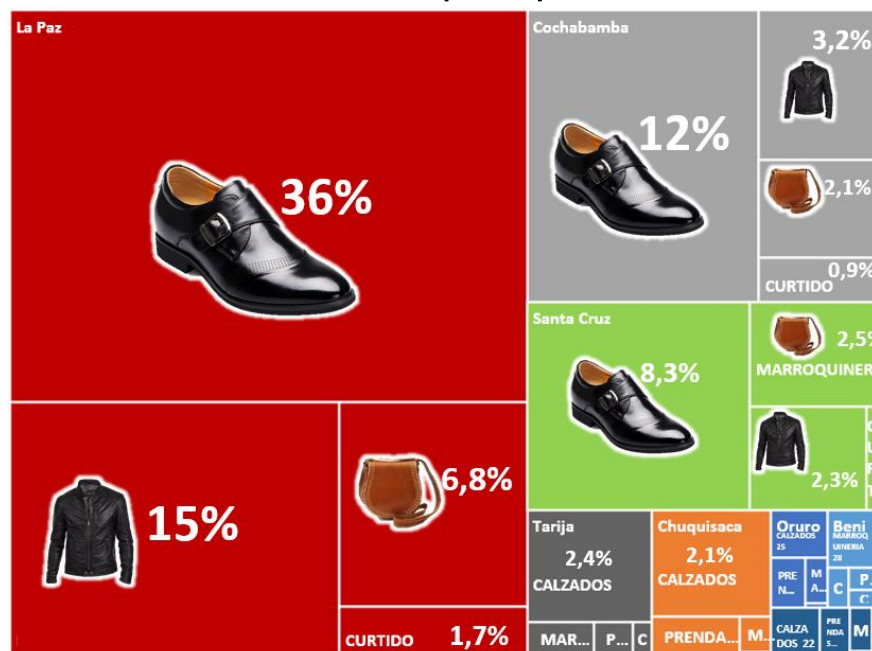 La Paz
36%
15%
6,8%
CURTIDO 1,7%
Cochabamba
12%
3,2%
2,1%
0,9%
CURTIDO
Santa Cruz
8,3%
2,5%
MARROQUINER
2,3%
Tarija
2,4%
CALZADOS
MAR... P... C
Chuquisaca
2,1%
CALZADOS
PRENDA... M...
Oruro
CALZADOS
25
PRE
N...
M
A...
Beni
MARROQ
UINERIA
28
C
P.
C
CALZA
DOS 22
PRE
NDA
S...
M